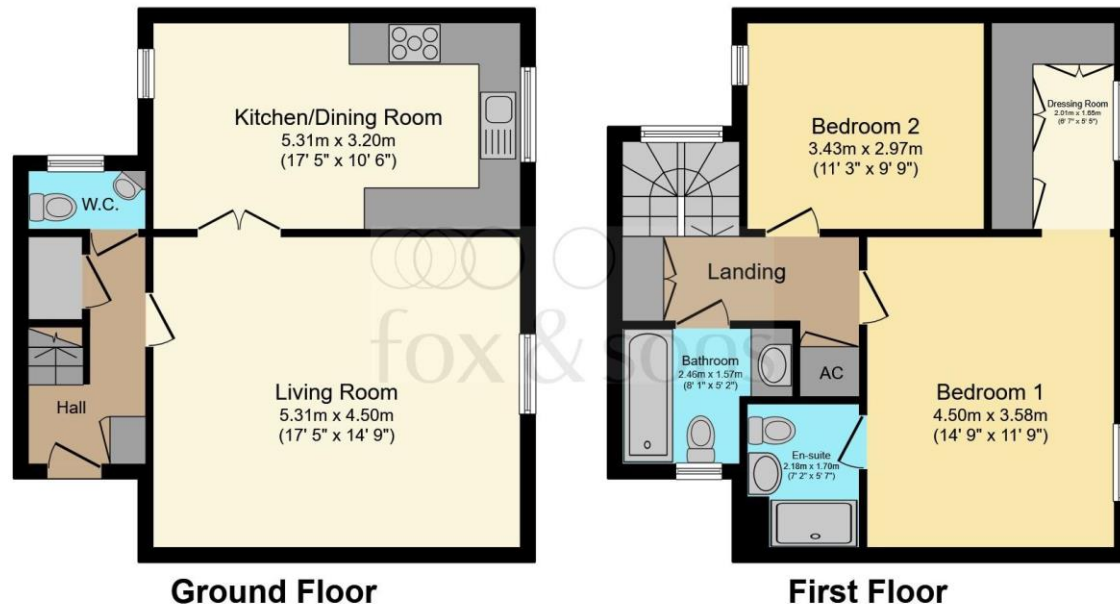 Kitchen/Dining Room
5.31m x 3.20m
(17' 5" x 10' 6")
W.C.
Living Room
5.31m x 4.50m
(17' 5" x 14' 9")
Hall
Ground Floor
Bedroom 2
3.43m x 2.97m
(11' 3" x 9' 9")
Dressing Room
2.01m x 1.65m
(6' 7" x 5' 5")
Landing
Bathroom
2.46m x 1.57m
(8' 1" x 5' 2")
AC
Bedroom 1
4.50m x 3.58m
(14' 9" x 11' 9")
En-suite
2.18m x 1.70m
(7' 2" x 5' 7")
First Floor
fox & sons